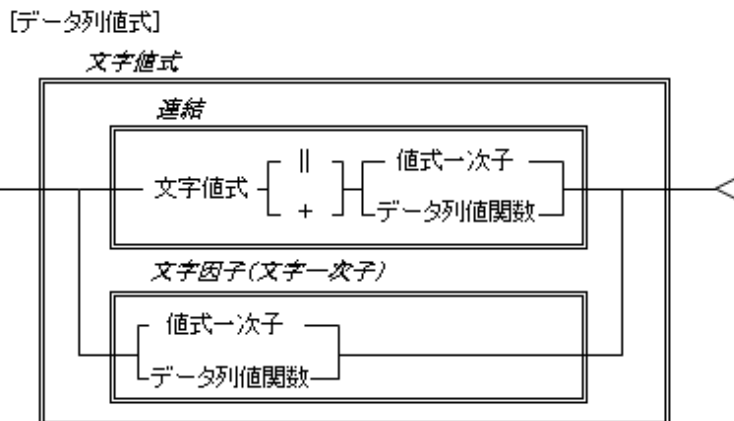 [データ列値式]
文字値式
連結
|| 値式一次子
文字値式
+ データ列値関数
文字因子(文字一次子)
値式一次子
データ列値関数